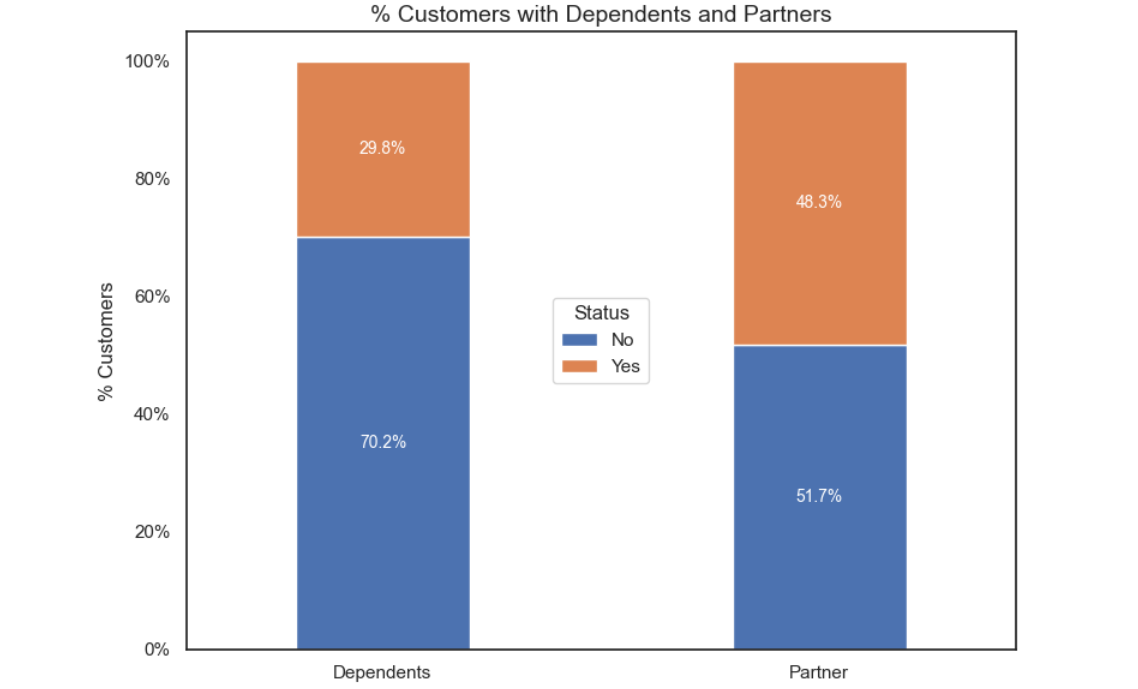 % Customers with Dependents and Partners
% Customers
100%
80%
60%
40%
20%
0%
29.8%
70.2%
48.3%
51.7%
Status
No
Yes
Dependents
Partner